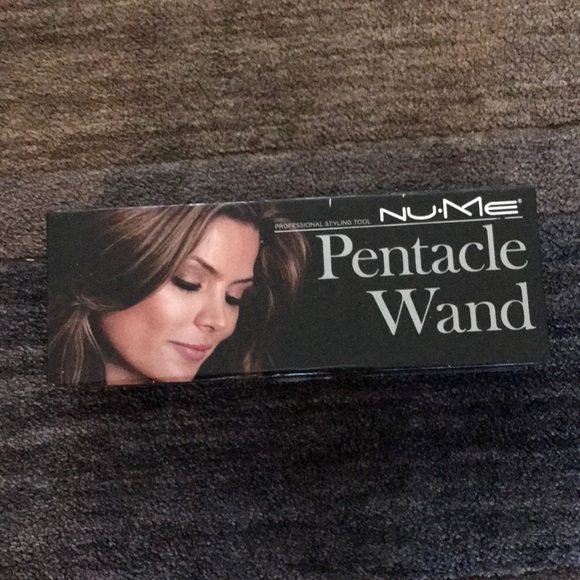 PROFESSIONAL STYLING TOOL
NU·ME®
Pentacle
Wand